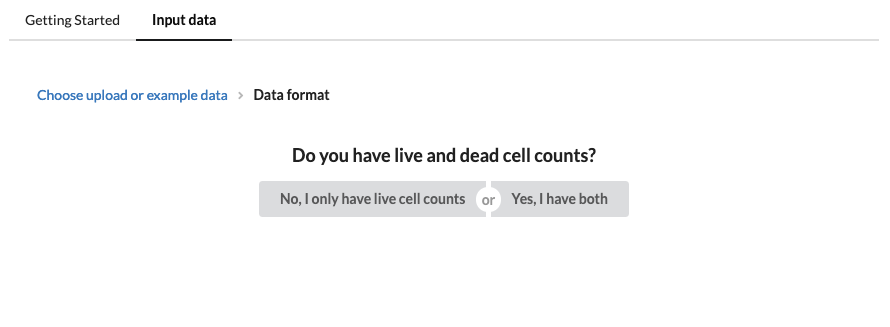 Getting Started Input data
Choose upload or example data > Data format
Do you have live and dead cell counts?
No, I only have live cell counts or Yes, I have both